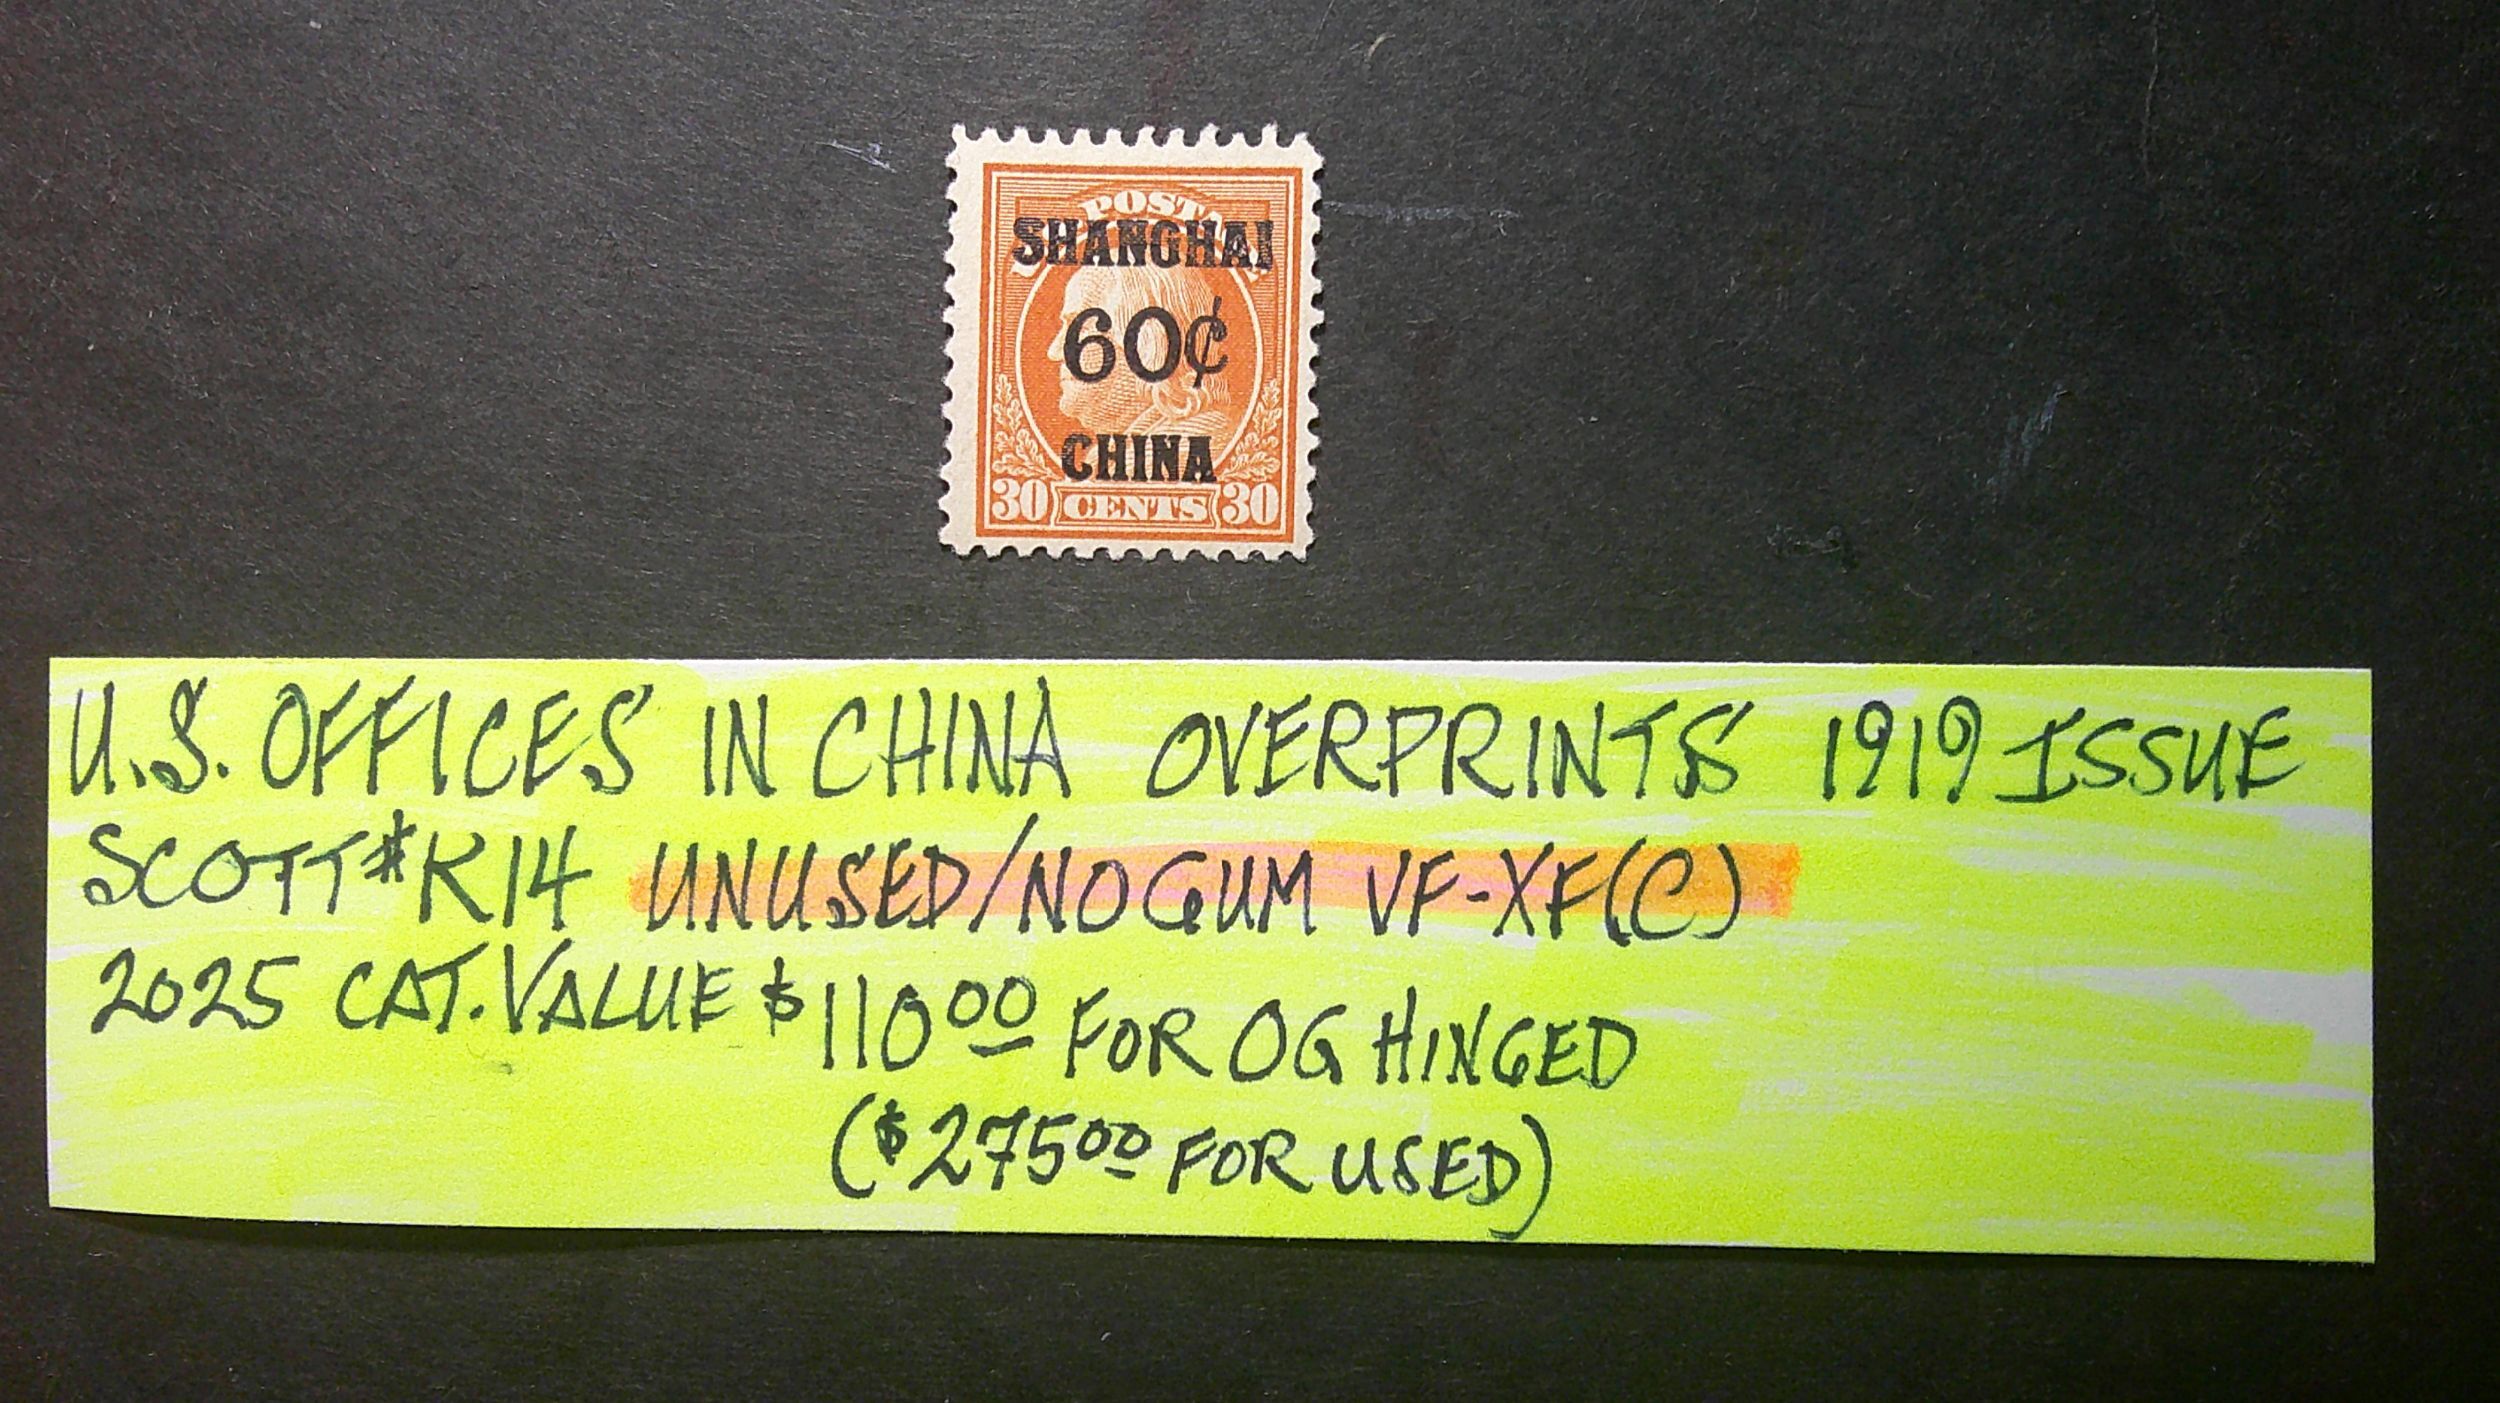 POSTA
SHANGHAI
60¢
CHINA
30 CENTS 30
U.S. OFFICES IN CHINA OVERPRINTS 1919 ISSUE
SCOTT #K14 UNUSED/NO GUM VF-XF(C)
2025 CAT. VALUE $110.00 FOR OG HINGED
($275.00 FOR USED)